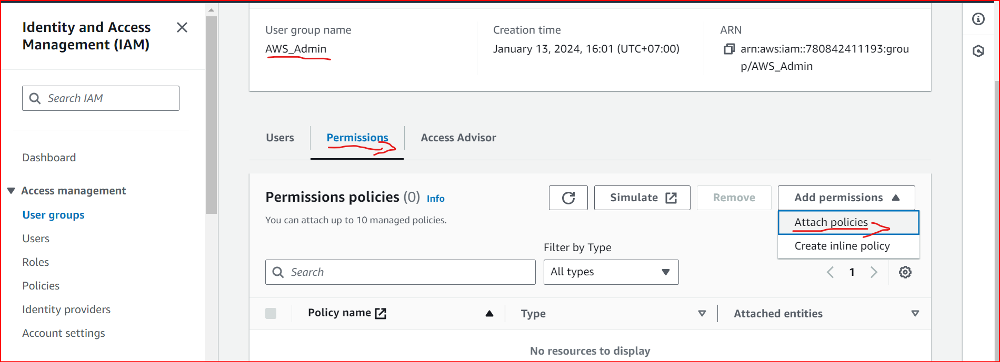 Identity and Access
Management (IAM)
Search IAM
Dashboard
Access management
User groups
Users
Roles
Policies
Identity providers
Account settings
User group name
AWS_Admin
Creation time
January 13, 2024, 16:01 (UTC+07:00)
ARN
arn:aws:iam::780842411193:grou
p/AWS_Admin
Users
Permissions
Access Advisor
Permissions policies (0) Info
You can attach up to 10 managed policies.
Simulate
Remove
Add permissions
Attach policies
Create inline policy
Filter by Type
Search
All types
1
Policy name
Type
Attached entities
No resources to display